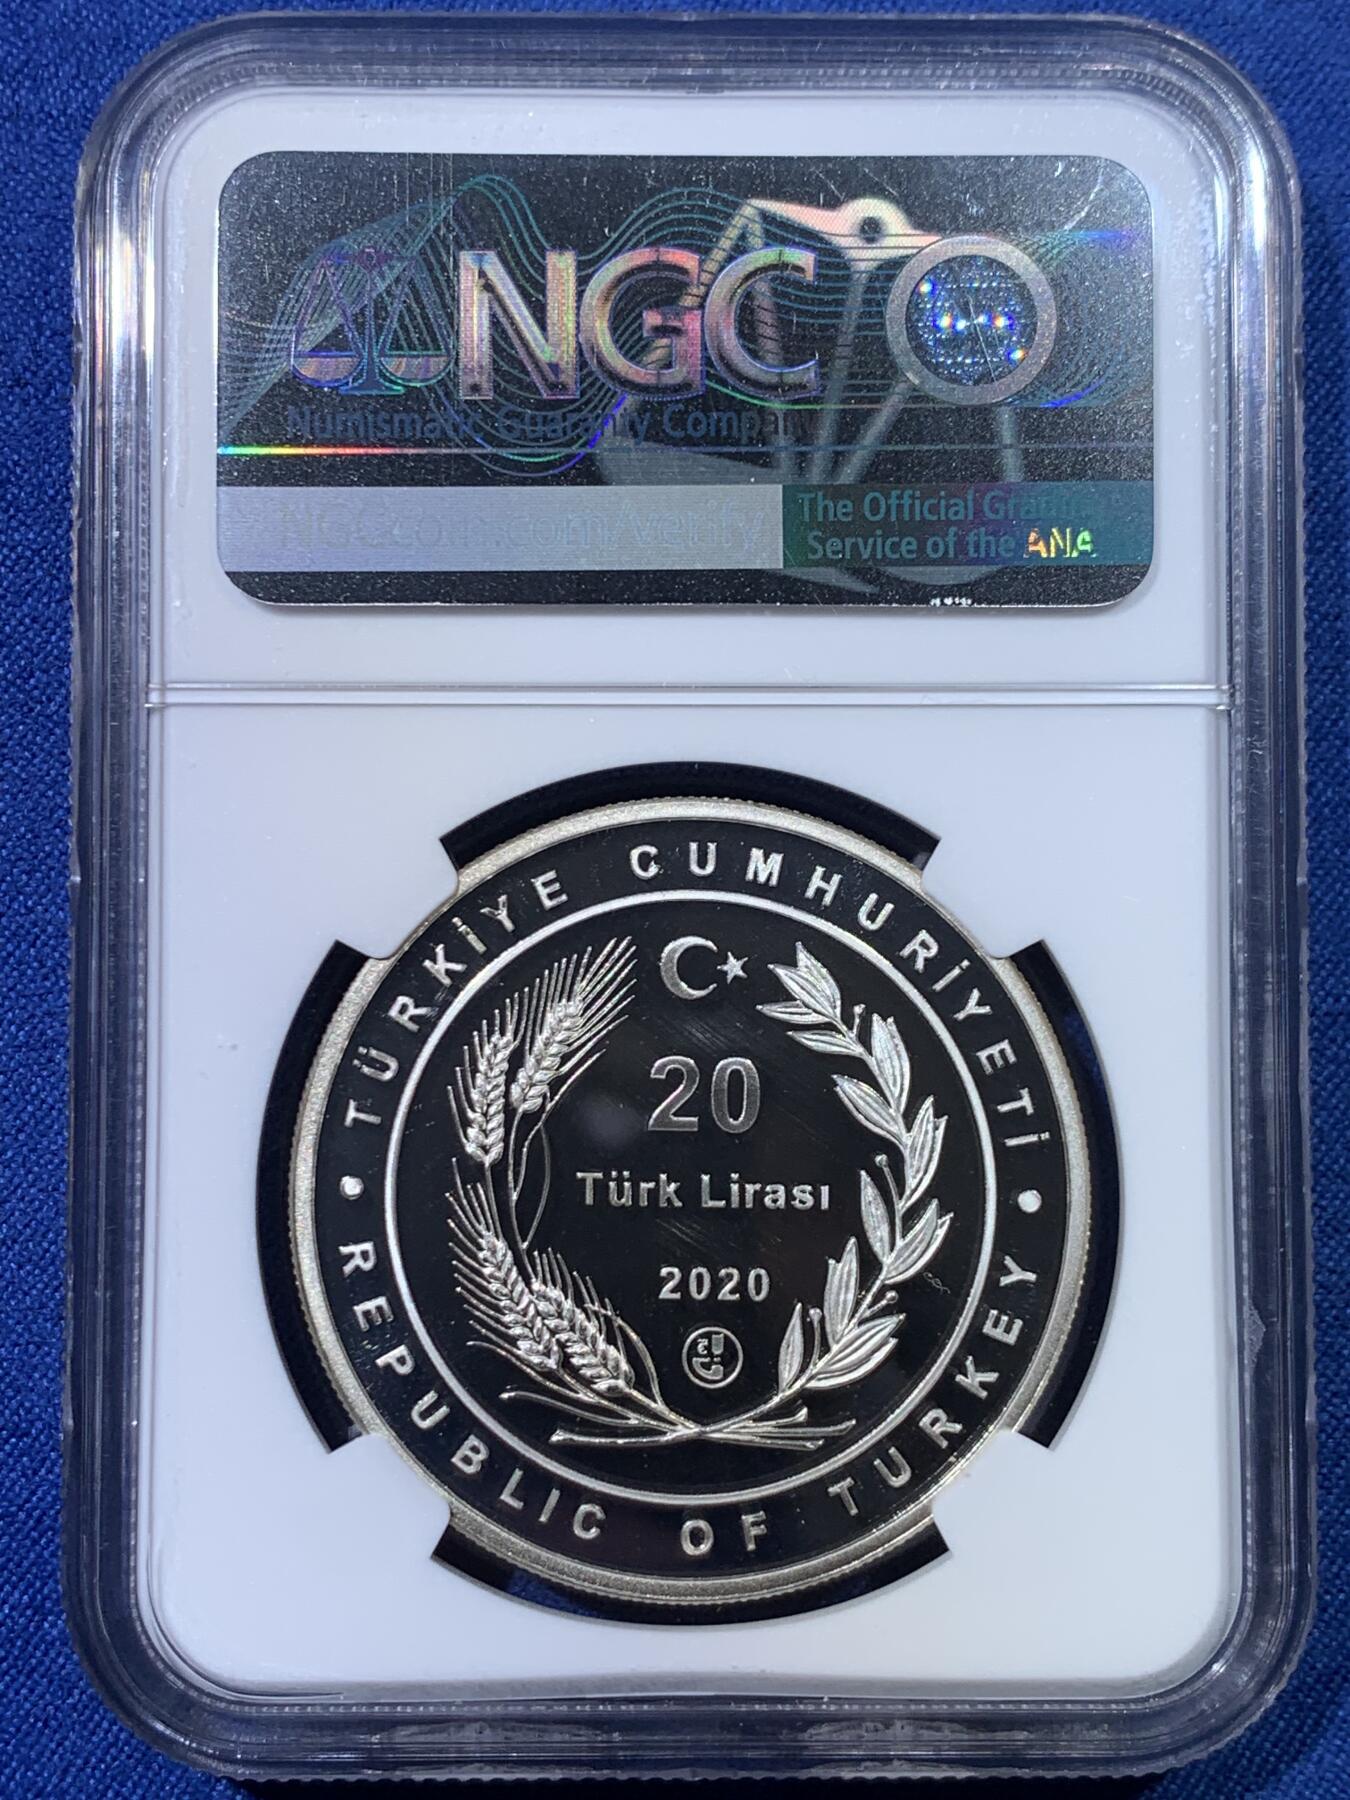 NGC
Numismatic Guaranty Company
NGCcoin.com/verify
The Official Grading
Service of the ANA
TÜRKİYE CUMHURİYETİ
20
Türk Lirası
2020
REPUBLIC OF TURKEY